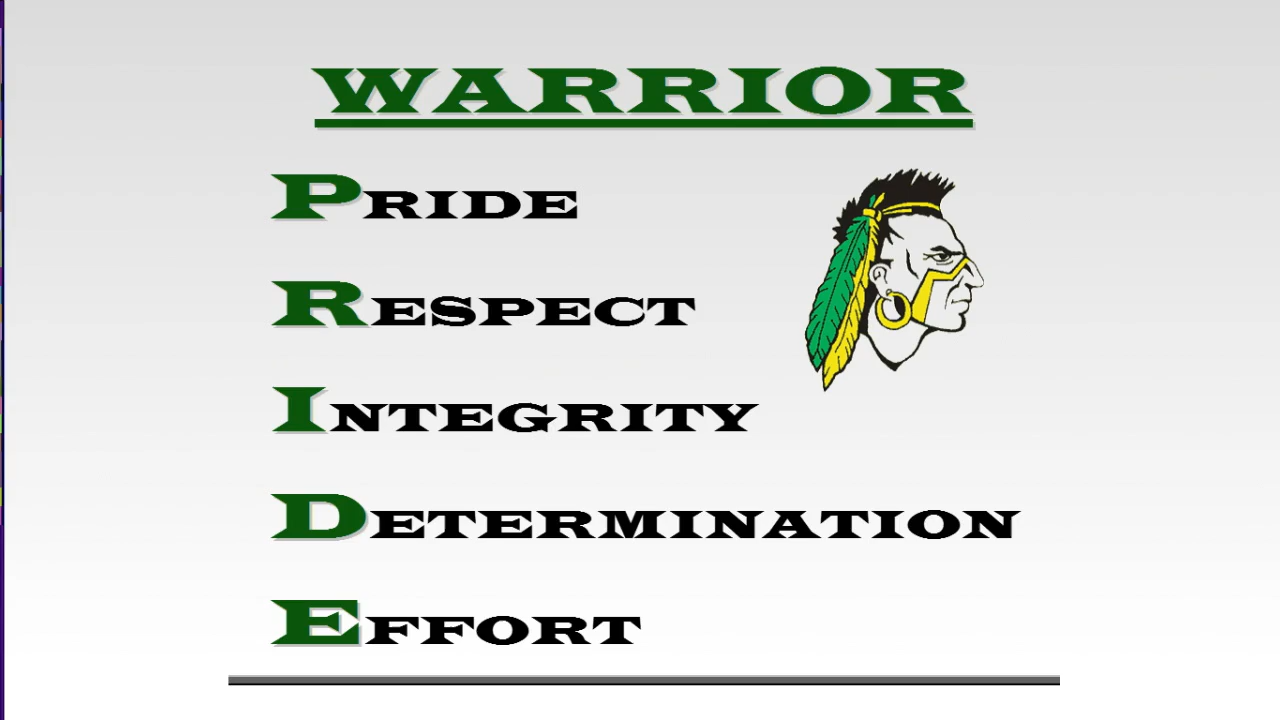 WARRIOR
PRIDE
RESPECT
INTEGRITY
DETERMINATION
EFFORT